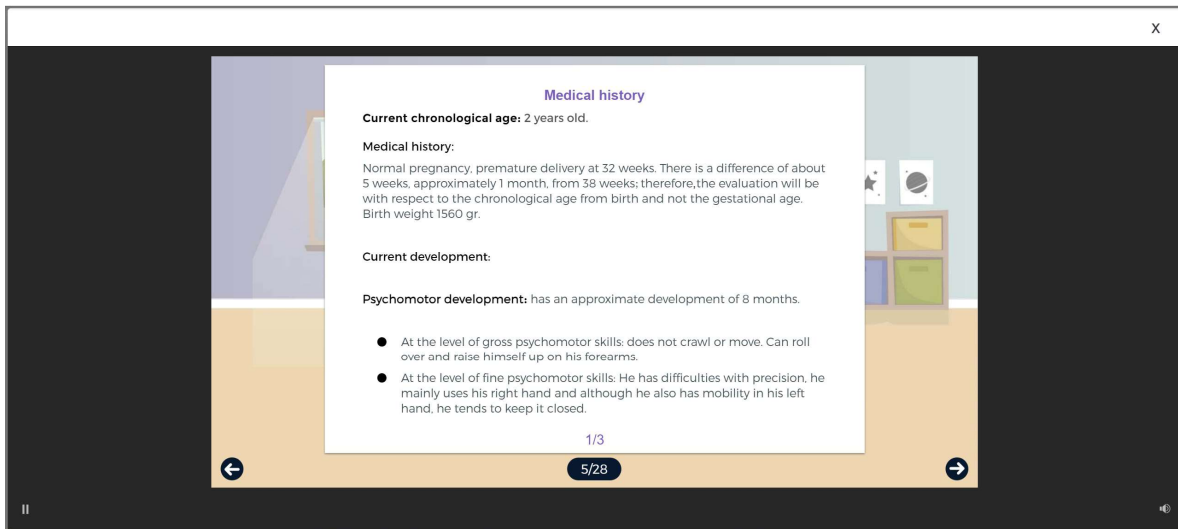 X
Medical history
Current chronological age: 2 years old.
Medical history:
Normal pregnancy, premature delivery at 32 weeks. There is a difference of about
5 weeks, approximately 1 month, from 38 weeks; therefore,the evaluation will be
with respect to the chronological age from birth and not the gestational age.
Birth weight 1560 gr.
Current development:
Psychomotor development: has an approximate development of 8 months.
● At the level of gross psychomotor skills: does not crawl or move. Can roll
over and raise himself up on his forearms.
● At the level of fine psychomotor skills: He has difficulties with precision, he
mainly uses his right hand and although he also has mobility in his left
hand, he tends to keep it closed.
1/3
5/28